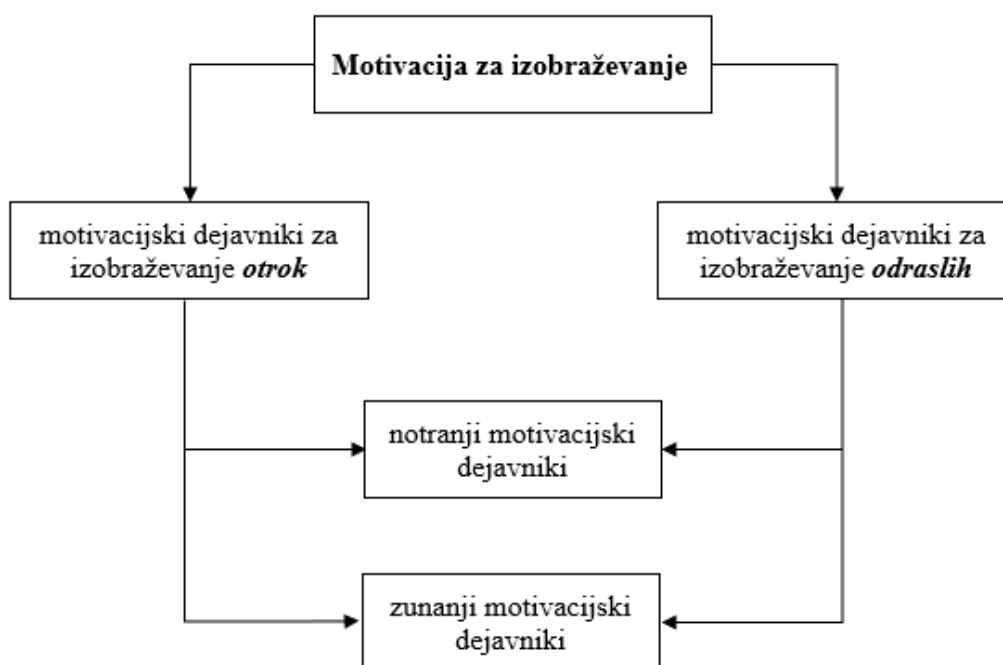 Motivacija za izobraževanje
motivacijski dejavniki za
izobraževanje otrok
motivacijski dejavniki za
izobraževanje odraslih
notranji motivacijski
dejavniki
zunanji motivacijski
dejavniki